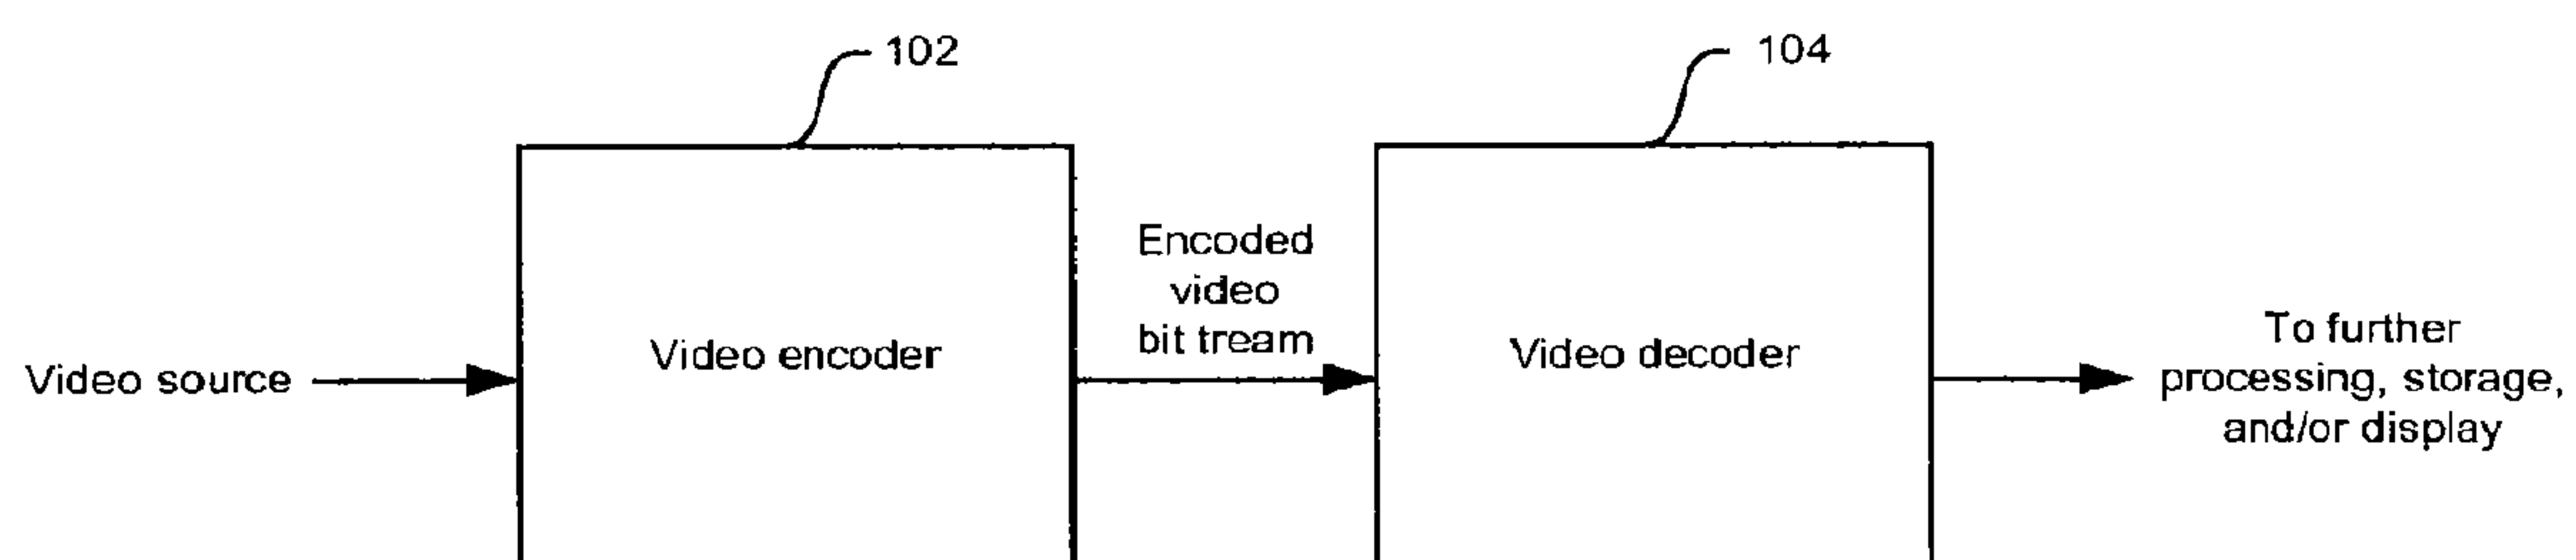 102
104
Video source
Video encoder
Encoded
video
bit tream
Video decoder
To further
processing, storage,
and/or display